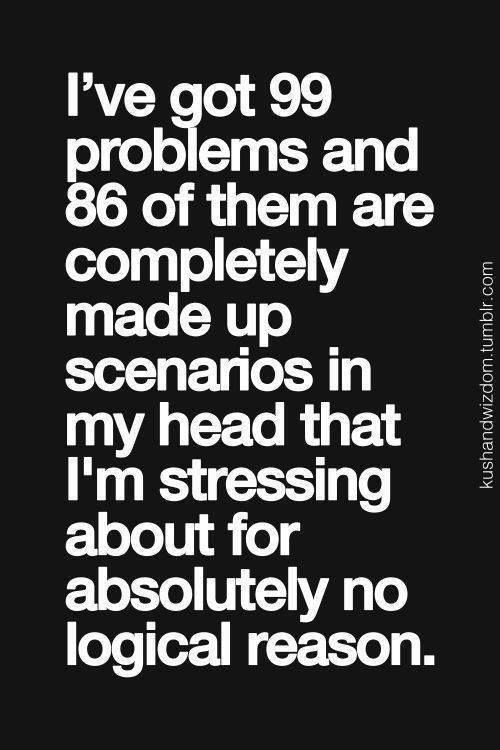 I’ve got 99
problems and
86 of them are
completely
made up
scenarios in
my head that
I'm stressing
about for
absolutely no
logical reason.
kushandwizdom.tumblr.com